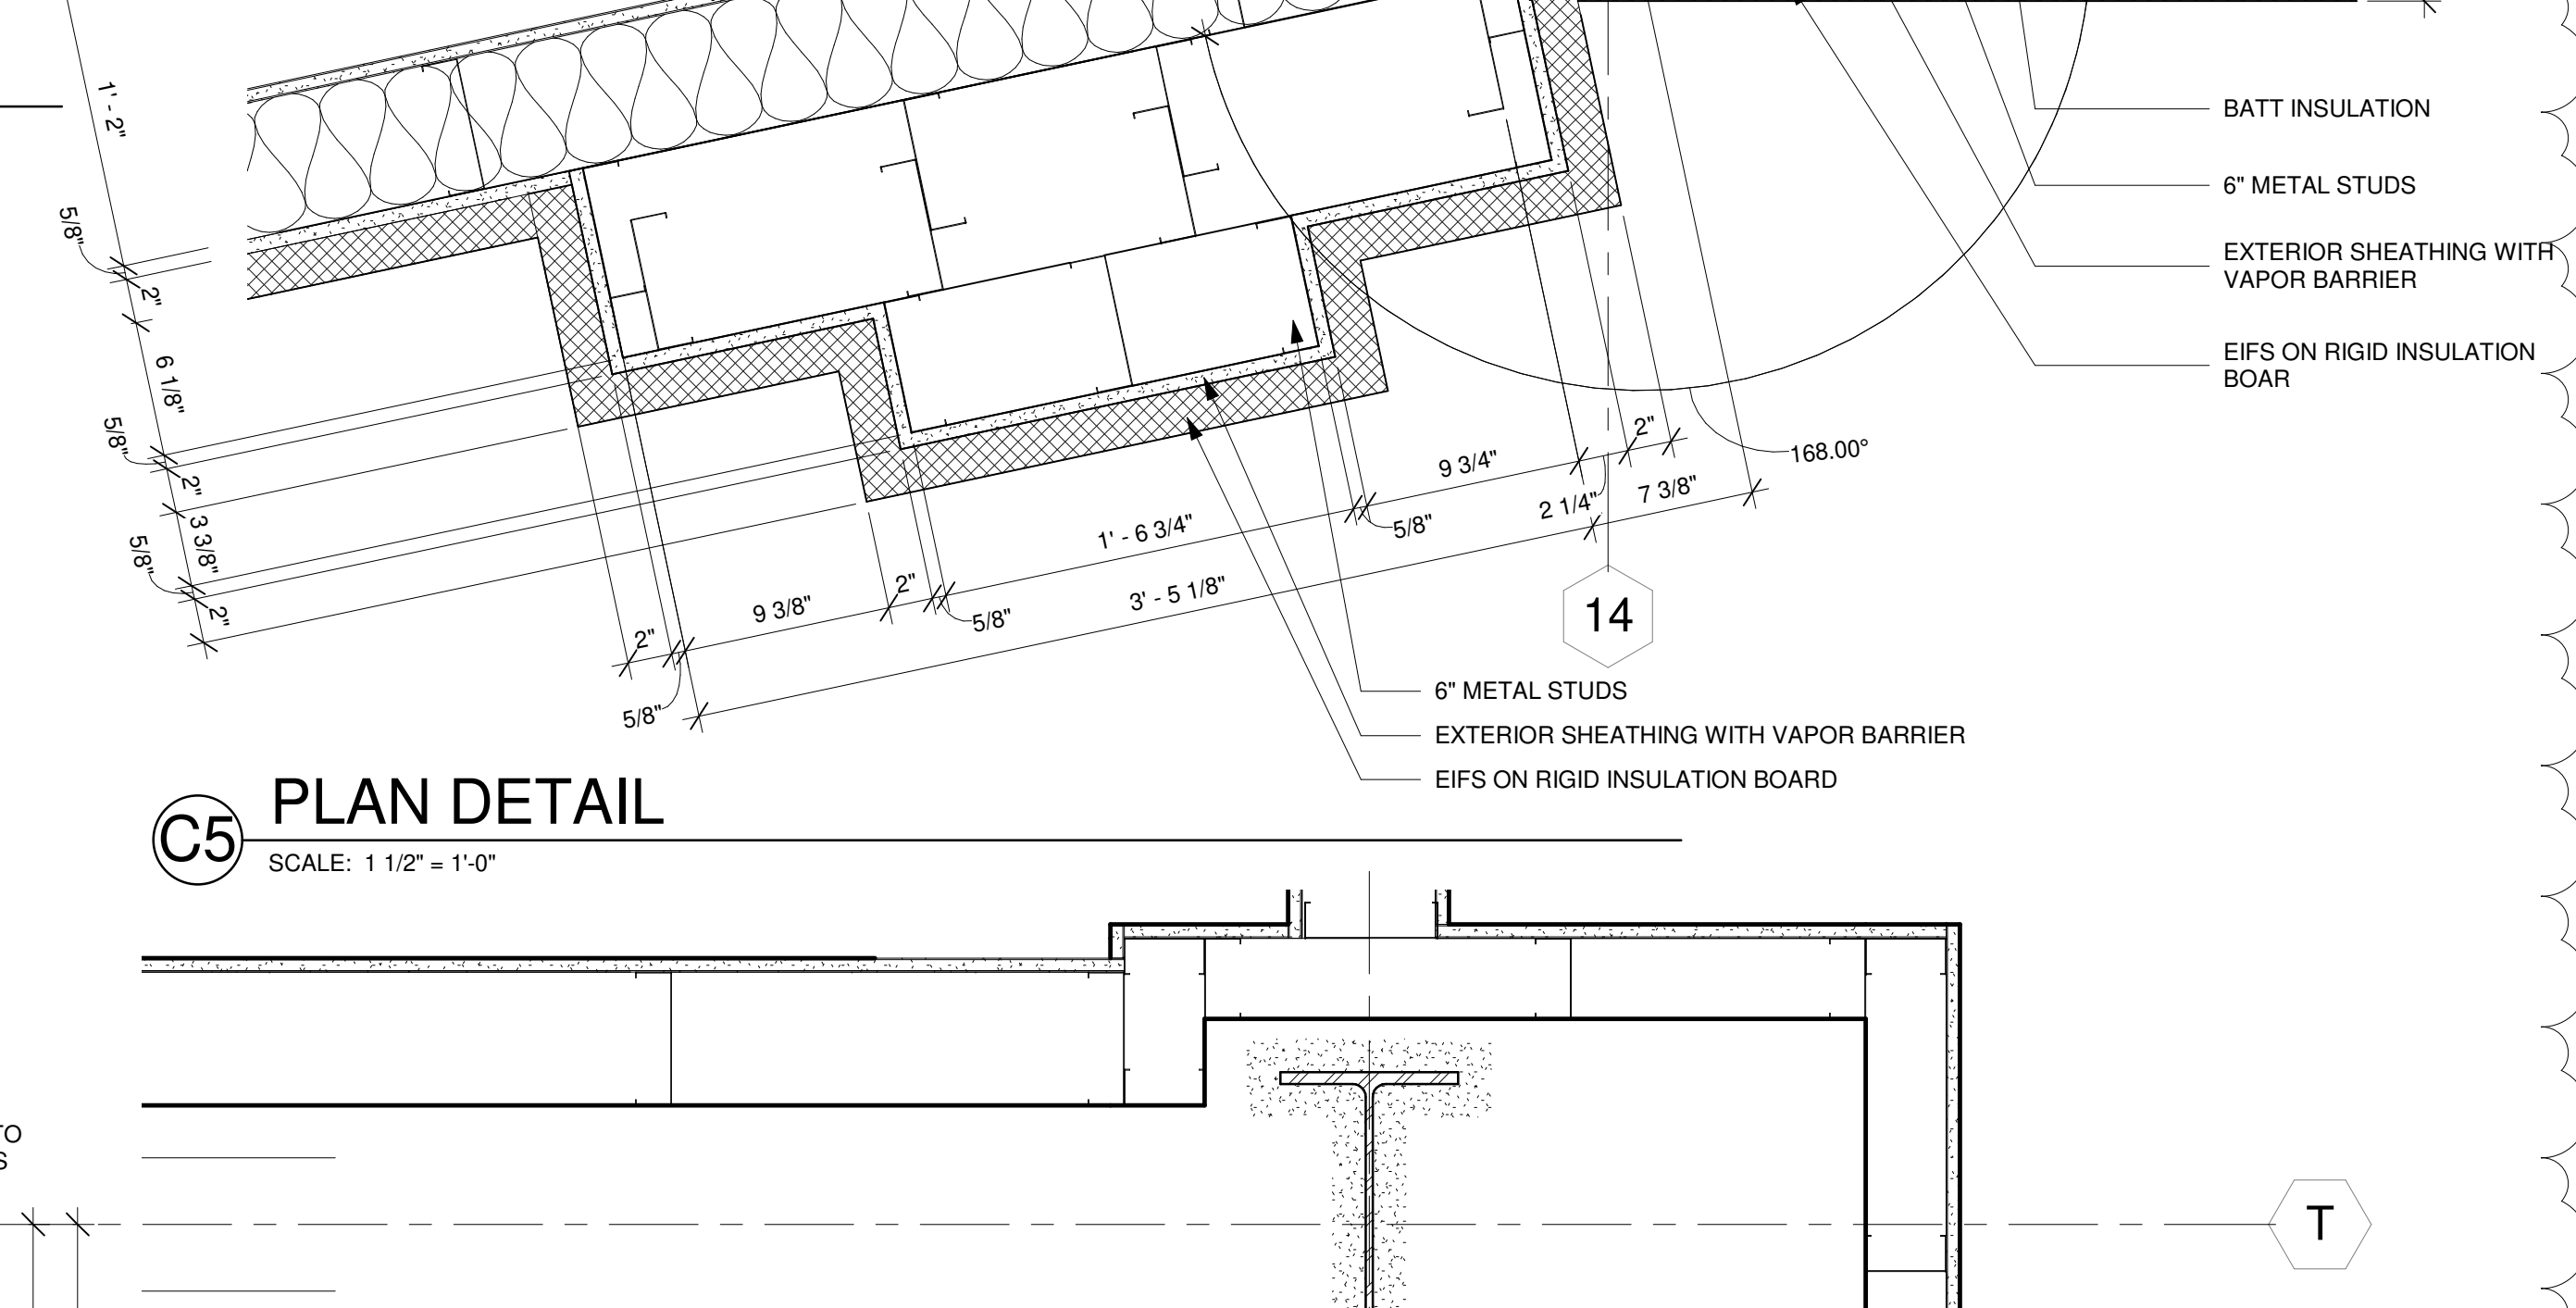 1' - 2"
5/8"
2"
6 1/8"
5/8"
2"
3 3/8"
5/8"
2"
BATT INSULATION
6" METAL STUDS
EXTERIOR SHEATHING WITH
VAPOR BARRIER
EIFS ON RIGID INSULATION
BOAR
168.00°
2"
9 3/4"
7 3/8"
2 1/4"
5/8"
1' - 6 3/4"
3' - 5 1/8"
2"
5/8"
9 3/8"
2"
5/8"
14
6" METAL STUDS
EXTERIOR SHEATHING WITH VAPOR BARRIER
EIFS ON RIGID INSULATION BOARD
C5
PLAN DETAIL
SCALE: 1 1/2" = 1'-0"
TO
S
T